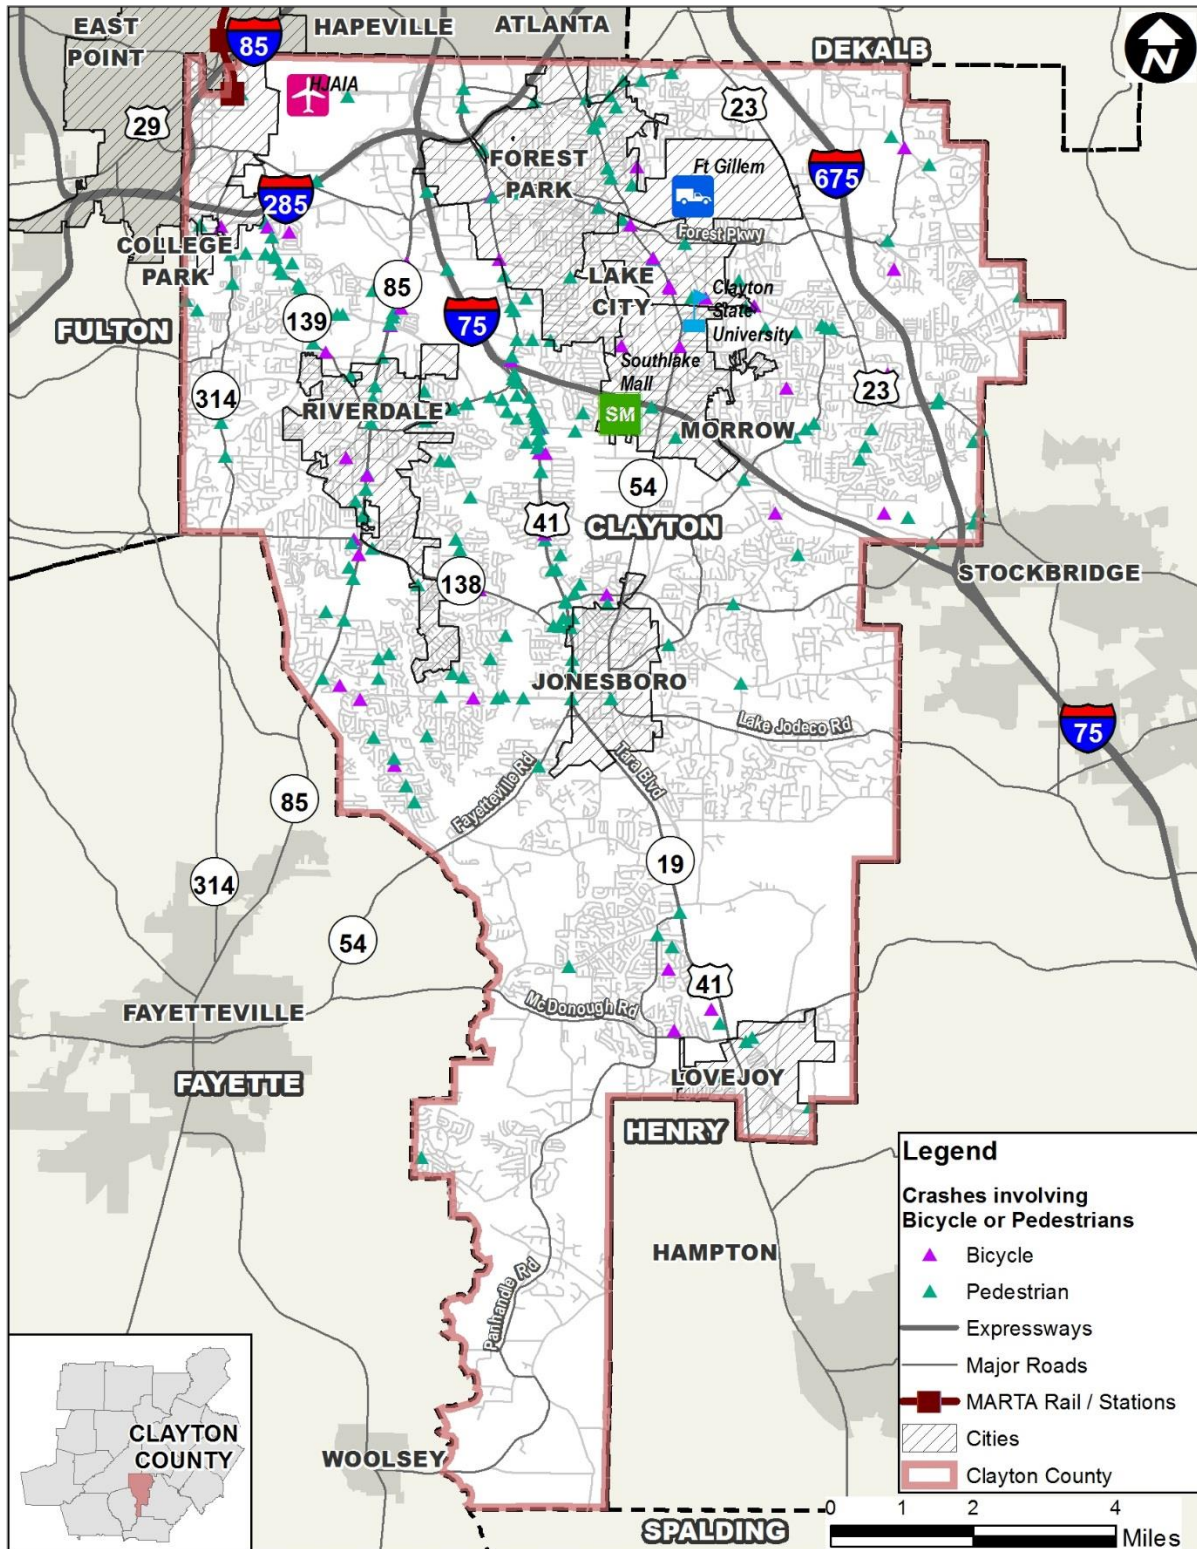 EAST
POINT
85
HAPEVILLE
ATLANTA
DEKALB
N
HJAIA
29
23
FOREST
PARK
Ft Gillem
675
285
COLLEGE
PARK
Forest Pkwy
LAKE
CITY
85
Clayton
State
University
FULTON
139
75
Southlake
Mall
314
RIVERDALE
SM
23
MORROW
54
41
CLAYTON
138
STOCKBRIDGE
JONESBORO
Lake Jodeco Rd
75
Tara Blvd
Fayetteville Rd
85
19
314
54
41
FAYETTEVILLE
McDonough Rd
FAYETTE
LOVEJOY
HENRY
HAMPTON
Panhandle Rd
WOOLSEY
SPALDING
CLAYTON
COUNTY
Legend
Crashes involving
Bicycle or Pedestrians
Bicycle
Pedestrian
Expressways
Major Roads
MARTA Rail / Stations
Cities
Clayton County
0 1 2 4
Miles